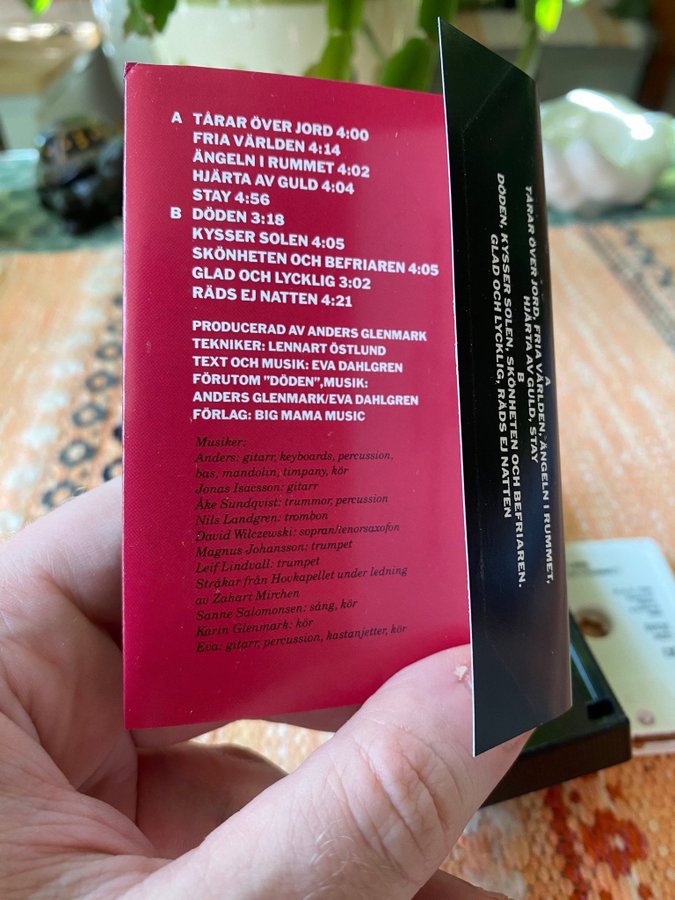 A TÅRAR ÖVER JORD 4:00
FRIA VÄRLDEN 4:14
ÄNGELN I RUMMET 4:02
HJÄRTA AV GULD 4:04
STAY 4:56
B DÖDEN 3:18
KYSSER SOLEN 4:05
SKÖNHETEN OCH BEFRIAREN 4:05
GLAD OCH LYCKLIG 3:02
RÄDS EJ NATTEN 4:21
PRODUCERAD AV ANDERS GLENMARK
TEKNIKER: LENNART ÖSTLUND
TEXT OCH MUSIK: EVA DAHLGREN
FÖRUTOM "DÖDEN",MUSIK:
ANDERS GLENMARK/EVA DAHLGREN
FÖRLAG: BIG MAMA MUSIC
Musiker:
Anders: gitarr, keyboards, percussion,
bas, mandolin, timpany, kör
Jonas Isacsson: gitarr
Åke Sundqvist: trummor, percussion
Nils Landgren: trombon
David Wilczewski: sopran/tenorsaxofon
Magnus Johansson: trumpet
Leif Lindvall: trumpet
Stråkar från Hovkapellet under ledning
av Zahari Mirchen
Sanne Salomonsen: sång, kör
Karin Glenmark: kör
Eva: gitarr, percussion, kastanjetter, kör
A
TÅRAR ÖVER JORD, FRIA VÄRLDEN, ÄNGELN I RUMMET,
HJÄRTA AV GULD, STAY
B
DÖDEN, KYSSER SOLEN, SKÖNHETEN OCH BEFRIAREN.
GLAD OCH LYCKLIG, RÄDS EJ NATTEN